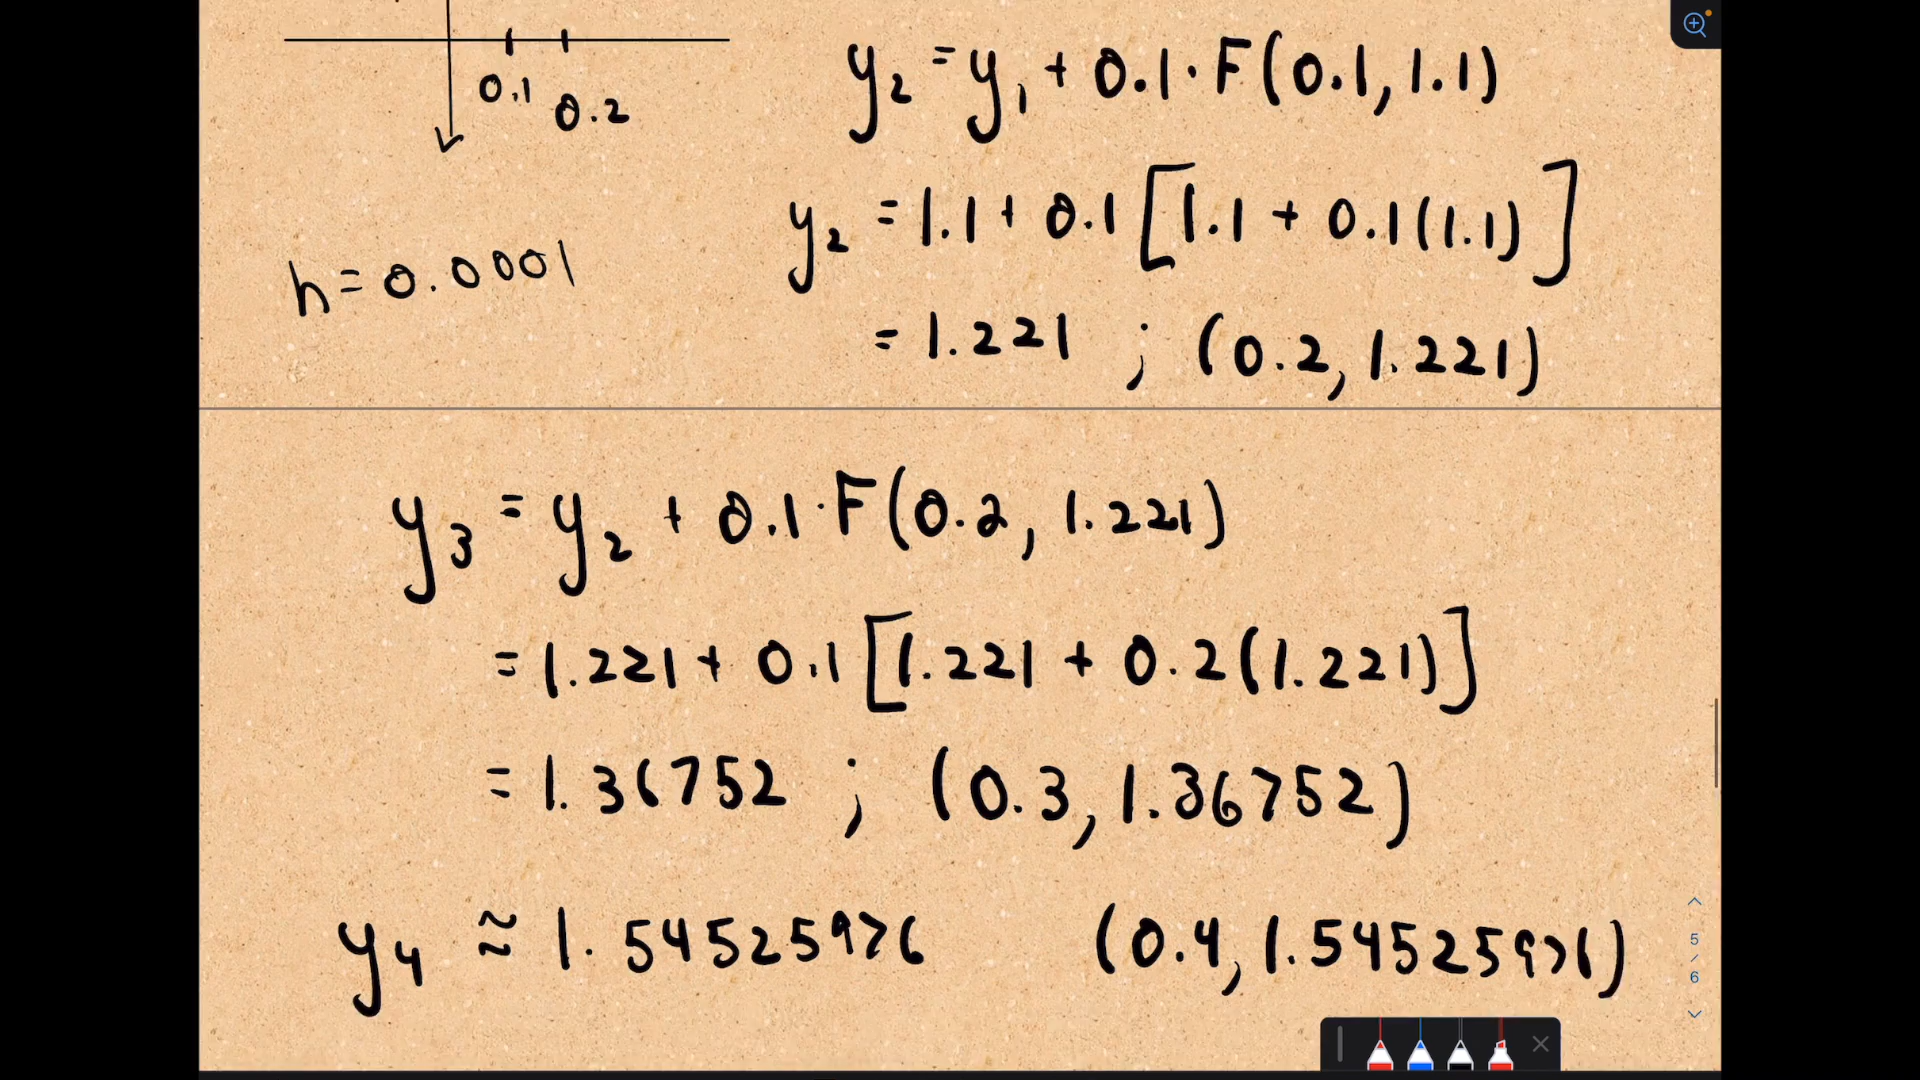 0.1
0.2
h=0.0001
y₂ = y₁ + 0.1·F(0.1, 1.1)
y₂ = 1.1 + 0.1[1.1 + 0.1(1.1)]
= 1.221 ; (0.2, 1.221)
y₃ = y₂ + 0.1·F(0.2, 1.221)
= 1.221 + 0.1[1.221 + 0.2(1.221)]
= 1.36752 ; (0.3, 1.36752)
y₄ ≈ 1.54525976 (0.4, 1.54525976)
5
/
6